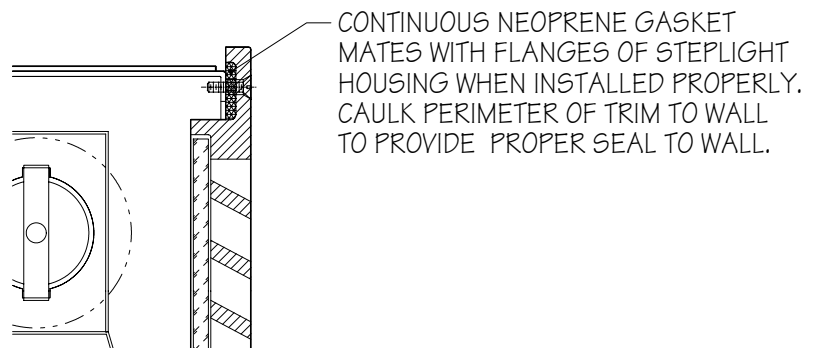 CONTINUOUS NEOPRENE GASKET
MATES WITH FLANGES OF STEPLIGHT
HOUSING WHEN INSTALLED PROPERLY.
CAULK PERIMETER OF TRIM TO WALL
TO PROVIDE PROPER SEAL TO WALL.